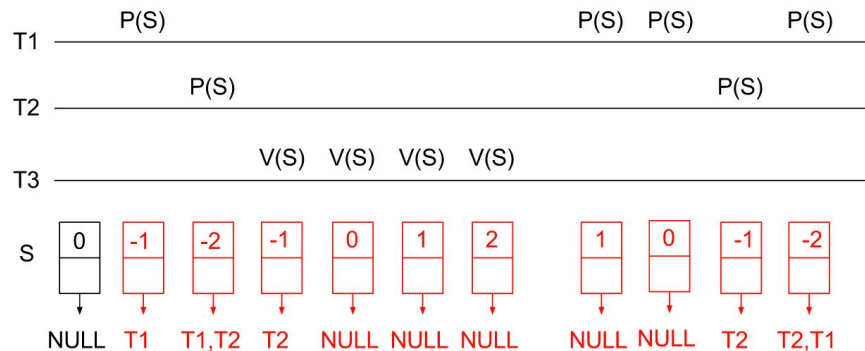 P(S) P(S) P(S) P(S)
T1
P(S) P(S)
T2
V(S) V(S) V(S) V(S)
T3
S 0 -1 -2 -1 0 1 2 1 0 -1 -2
NULL T1 T1,T2 T2 NULL NULL NULL NULL NULL T2 T2,T1